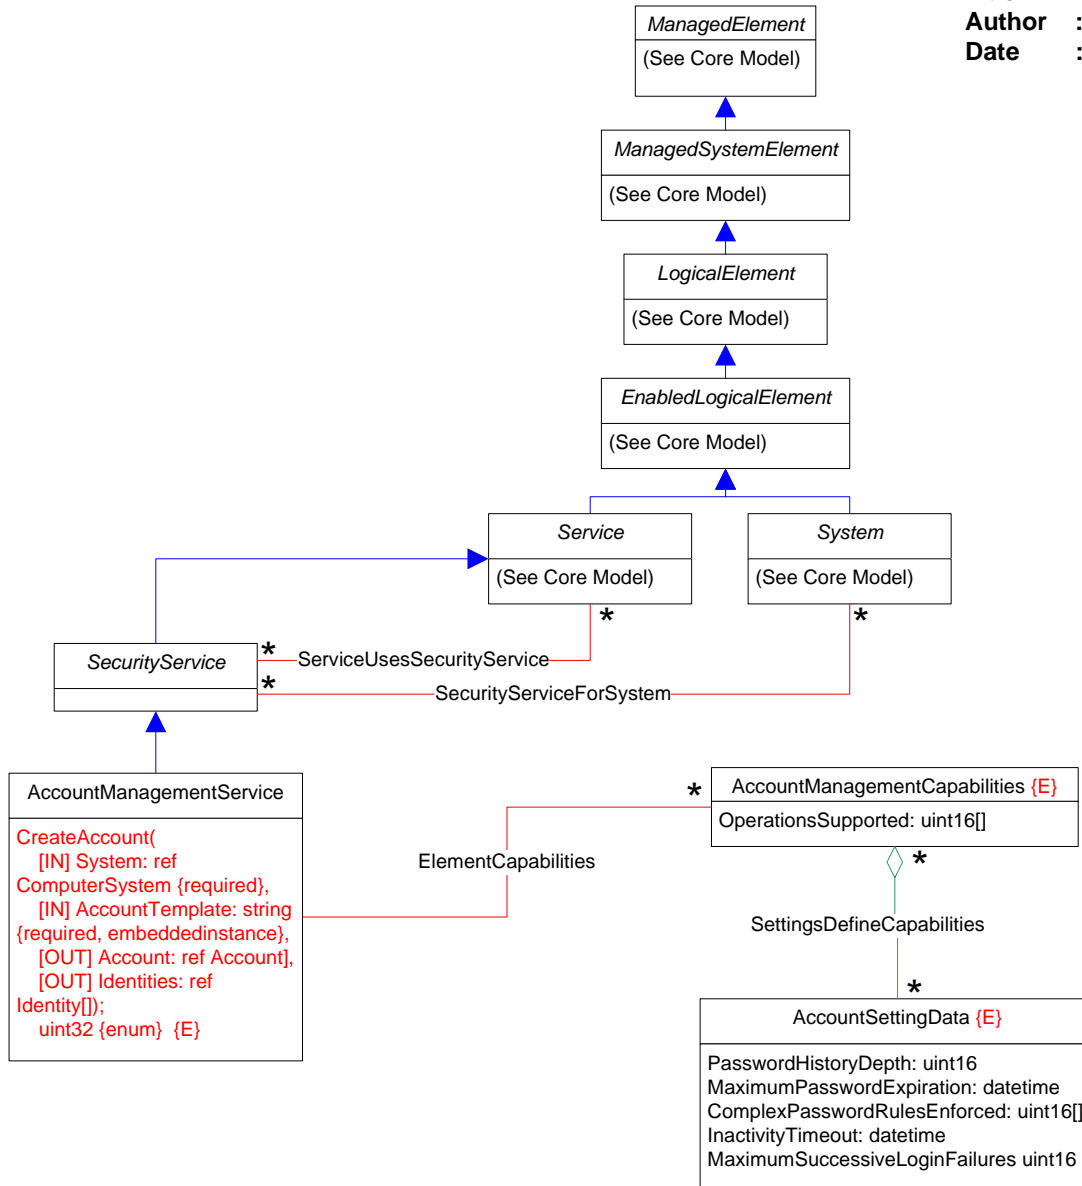 Author :
Date :
ManagedElement
(See Core Model)
ManagedSystemElement
(See Core Model)
LogicalElement
(See Core Model)
EnabledLogicalElement
(See Core Model)
Service
(See Core Model)
System
(See Core Model)
*
*
SecurityService
*
ServiceUsesSecurityService
*
SecurityServiceForSystem
AccountManagementService
CreateAccount(
[IN] System: ref
ComputerSystem {required},
[IN] AccountTemplate: string
{required, embeddedinstance},
[OUT] Account: ref Account],
[OUT] Identities: ref
Identity[]);
uint32 {enum} {E}
ElementCapabilities
*
AccountManagementCapabilities {E}
OperationsSupported: uint16[]
*
SettingsDefineCapabilities
*
AccountSettingData {E}
PasswordHistoryDepth: uint16
MaximumPasswordExpiration: datetime
ComplexPasswordRulesEnforced: uint16[]
InactivityTimeout: datetime
MaximumSuccessiveLoginFailures uint16